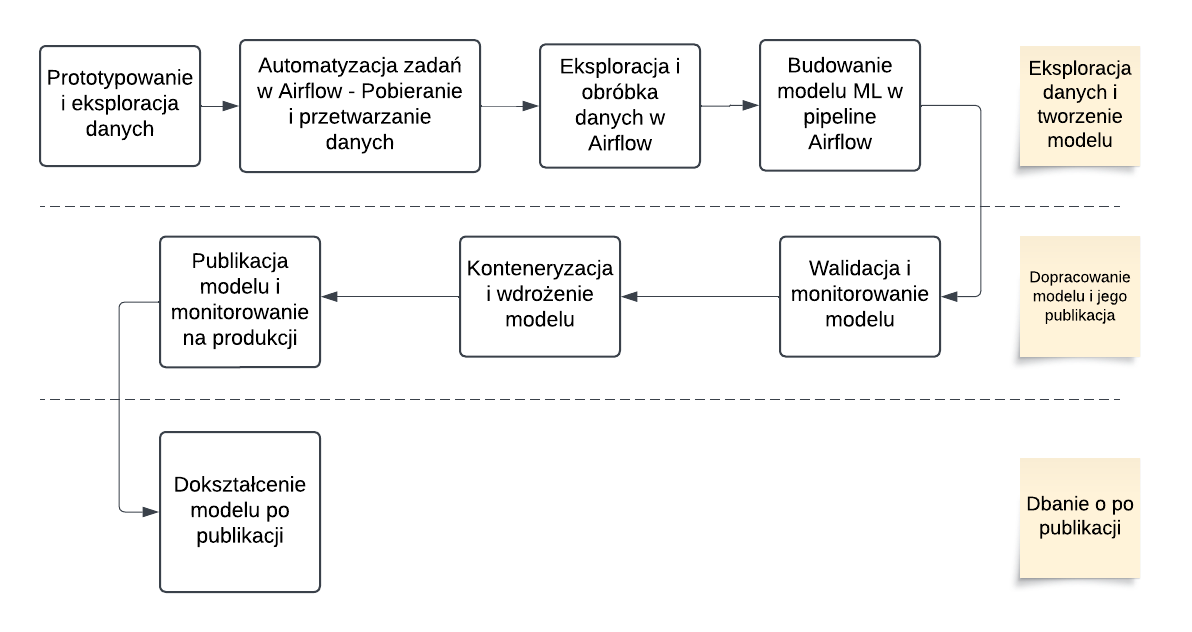 Prototypowanie
i eksploracja
danych
Automatyzacja zadań
w Airflow - Pobieranie
i przetwarzanie
danych
Eksploracja i
obróbka
danych w
Airflow
Budowanie
modelu ML w
pipeline
Airflow
Eksploracja
danych i
tworzenie
modelu
Publikacja
modelu i
monitorowanie
na produkcji
Konteneryzacja
i wdrożenie
modelu
Walidacja i
monitorowanie
modelu
Dopracowanie
modelu i jego
publikacja
Dokształcenie
modelu po
publikacji
Dbanie o po
publikacji